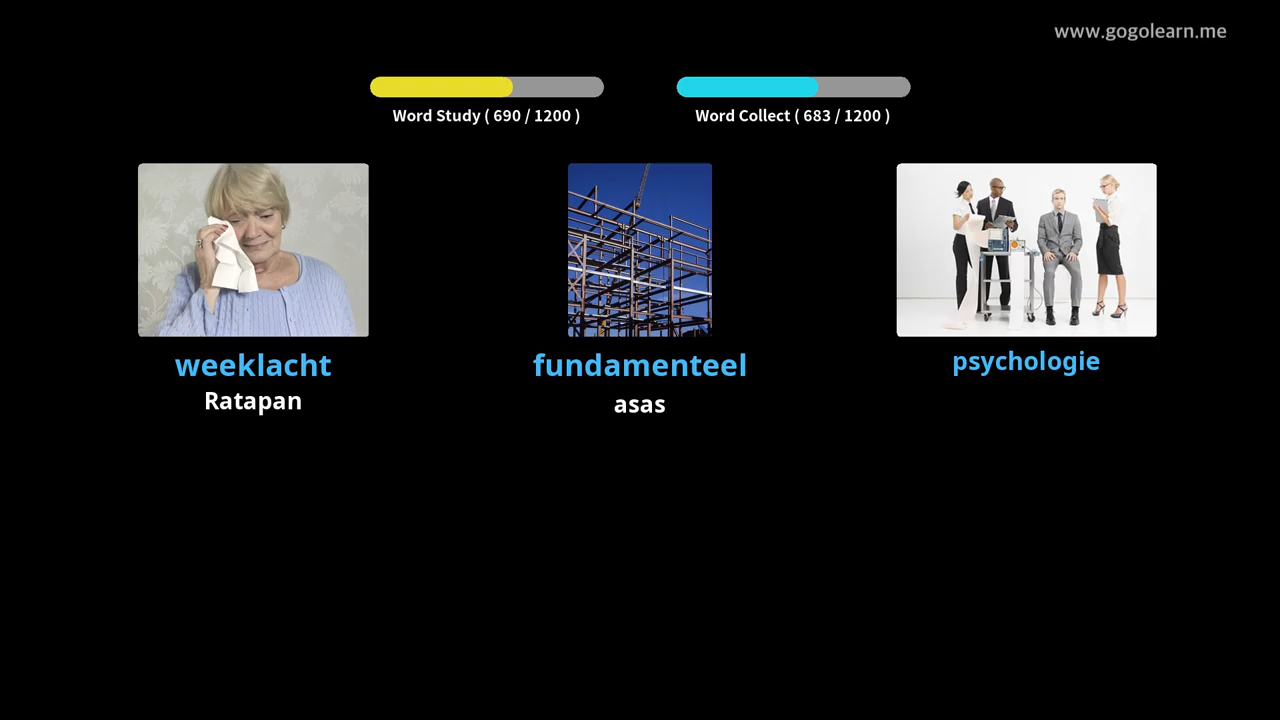 www.gogolearn.me
Word Study ( 690 / 1200 )
Word Collect ( 683 / 1200 )
weeklacht
Ratapan
fundamenteel
asas
psychologie